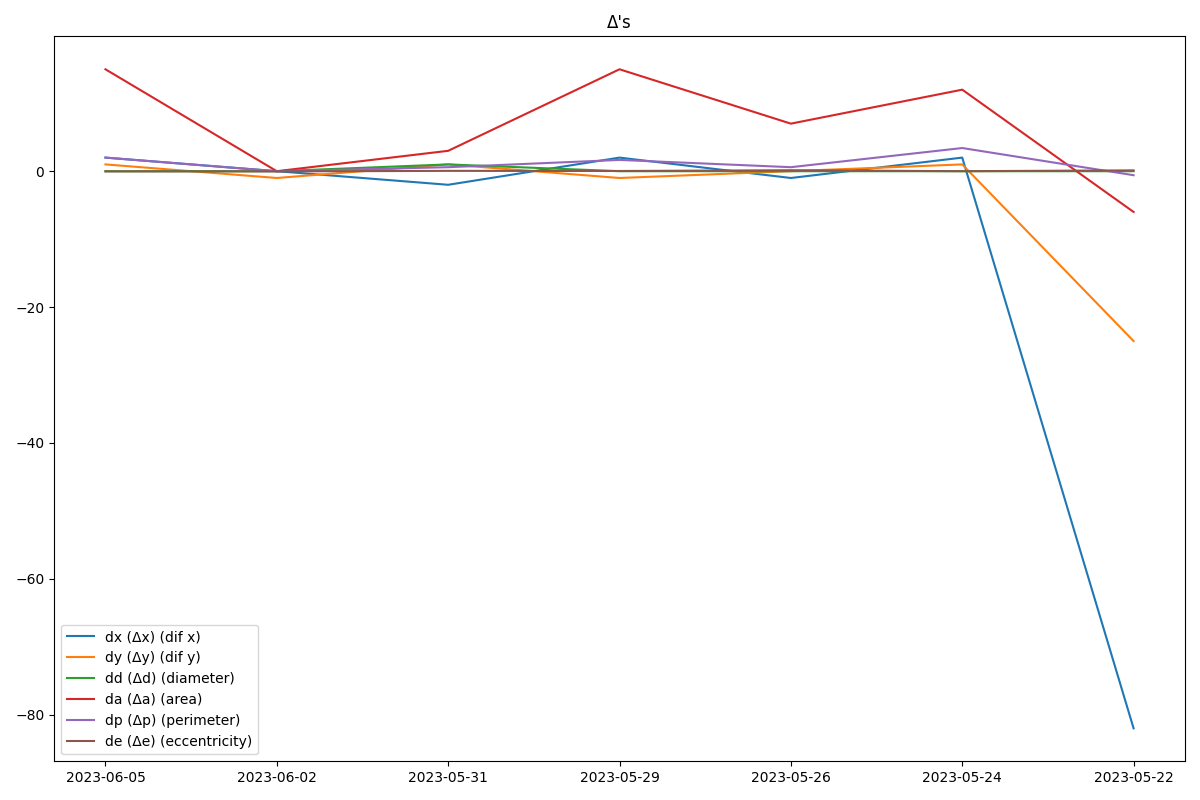 Δ's
0
−20
−40
−60
−80
dx (Δx) (dif x)
dy (Δy) (dif y)
dd (Δd) (diameter)
da (Δa) (area)
dp (Δp) (perimeter)
de (Δe) (eccentricity)
2023-06-05 2023-06-02 2023-05-31 2023-05-29 2023-05-26 2023-05-24 2023-05-22